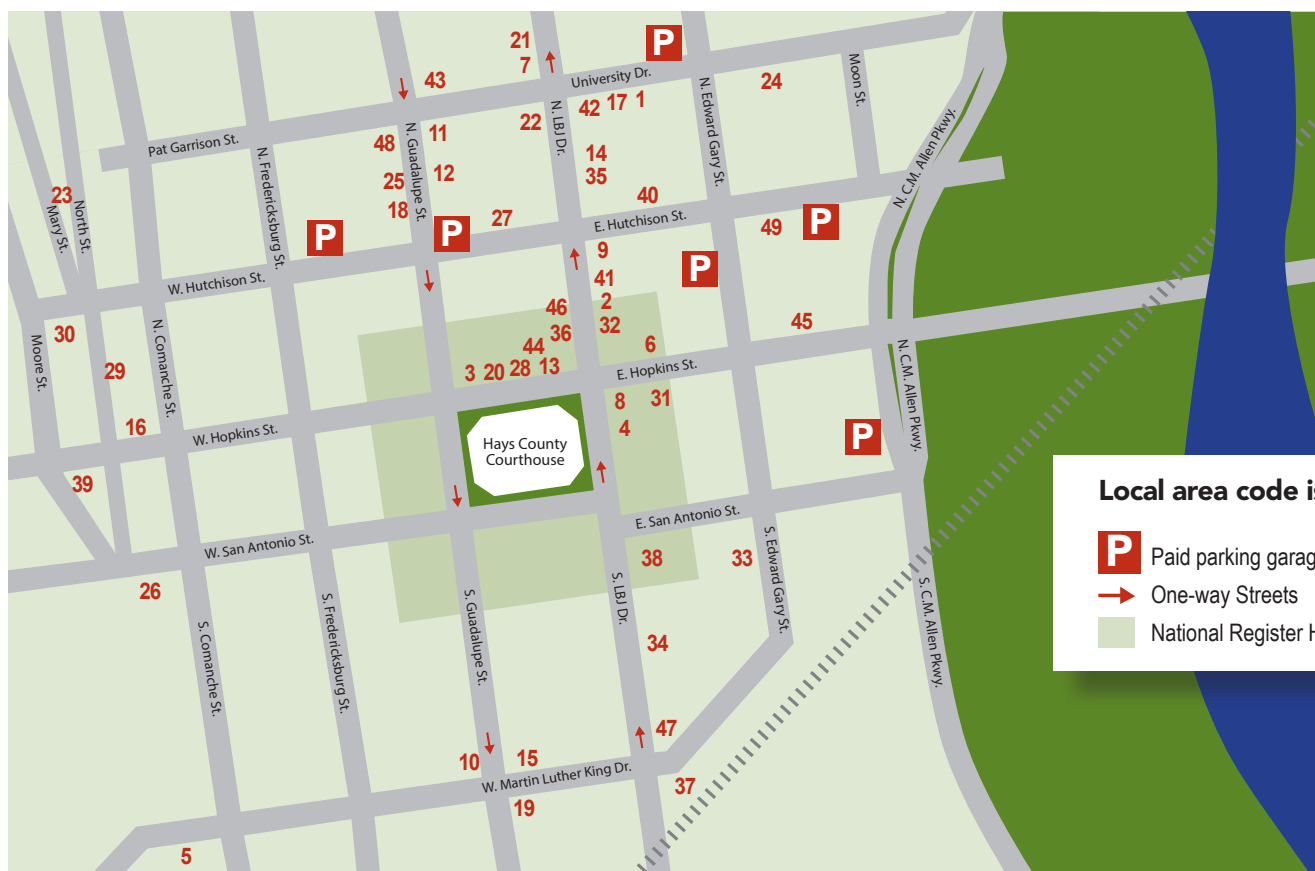 21
P
7
43
University Dr.
24
Moon St.
42
17
1
N. Edward Gary St.
N. LBJ Dr.
22
11
48
N. Guadalupe St.
Pat Garrison St.
N. Fredericksburg St.
N. C.M. Allen Pkwy.
14
35
12
25
18
23
Mary St.
North St.
40
27
E. Hutchison St.
P
P
P
49
9
P
W. Hutchison St.
41
2
46
32
36
6
45
44
3
20
28
13
30
Moore St.
29
N. Comanche St.
16
E. Hopkins St.
N. C.M. Allen Pkwy.
8
31
4
P
W. Hopkins St.
Hays County
Courthouse
39
E. San Antonio St.
W. San Antonio St.
38
33
S. Edward Gary St.
26
S. Comanche St.
S. Fredericksburg St.
S. Guadalupe St.
S. LBJ Dr.
34
S. C.M. Allen Pkwy.
47
10
15
W. Martin Luther King Dr.
37
19
5
Local area code is
P Paid parking garag
One-way Streets
National Register H